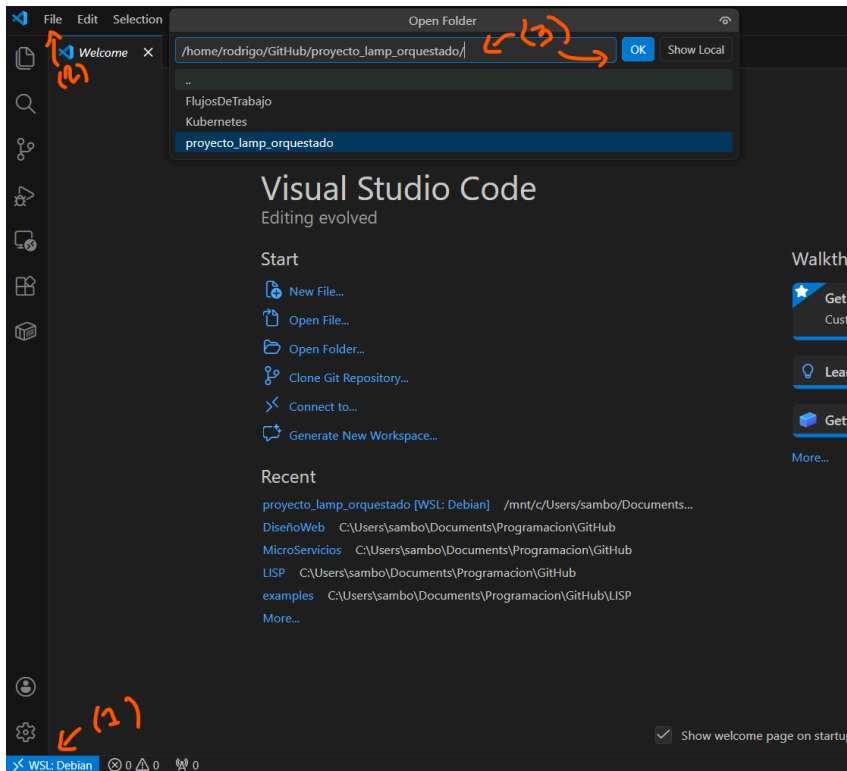 File Edit Selection
Open Folder
Welcome
/home/rodrigo/GitHub/proyecto_lamp_orquestado/
(3)
OK
Show Local
(2)
..
FlujosDeTrabajo
Kubernetes
proyecto_lamp_orquestado
Visual Studio Code
Editing evolved
Start
New File...
Open File...
Open Folder...
Clone Git Repository...
Connect to...
Generate New Workspace...
Recent
proyecto_lamp_orquestado [WSL: Debian] /mnt/c/Users/sambo/Documents...
DiseñoWeb C:\Users\sambo\Documents\Programacion\GitHub
MicroServicios C:\Users\sambo\Documents\Programacion\GitHub
LISP C:\Users\sambo\Documents\Programacion\GitHub
examples C:\Users\sambo\Documents\Programacion\GitHub\LISP
More...
Walkth
Get
Cust
Lear
Get
More...
(1)
Show welcome page on startup
WSL: Debian 0 0 0